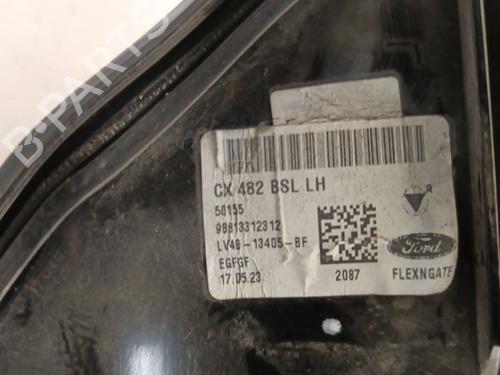 CX 482 BSL LH
50155
98813312312
LV4B-13405-BF
EGFGF
17.05.23
2087
R
Ford
FLEXNGATE
B-PARTS